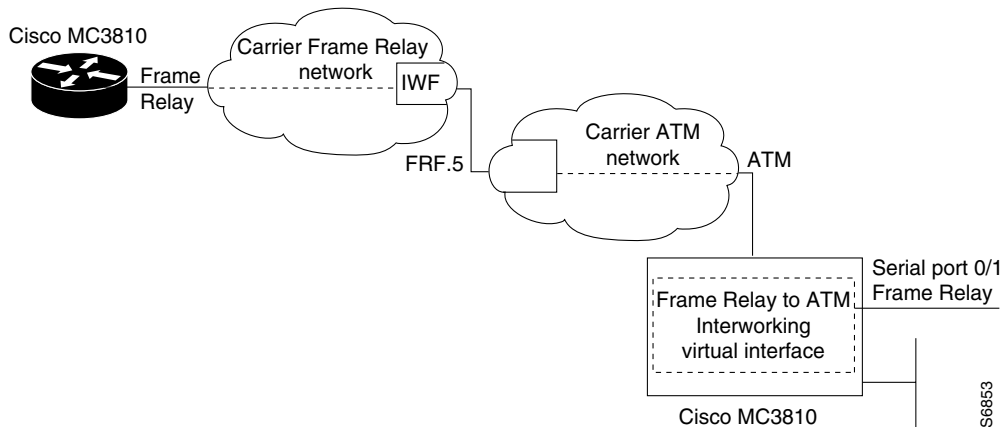 Cisco MC3810
Frame
Relay
Carrier Frame Relay
network
IWF
FRF.5
Carrier ATM
network
ATM
Serial port 0/1
Frame Relay
Frame Relay to ATM
Interworking
virtual interface
Cisco MC3810
S6853